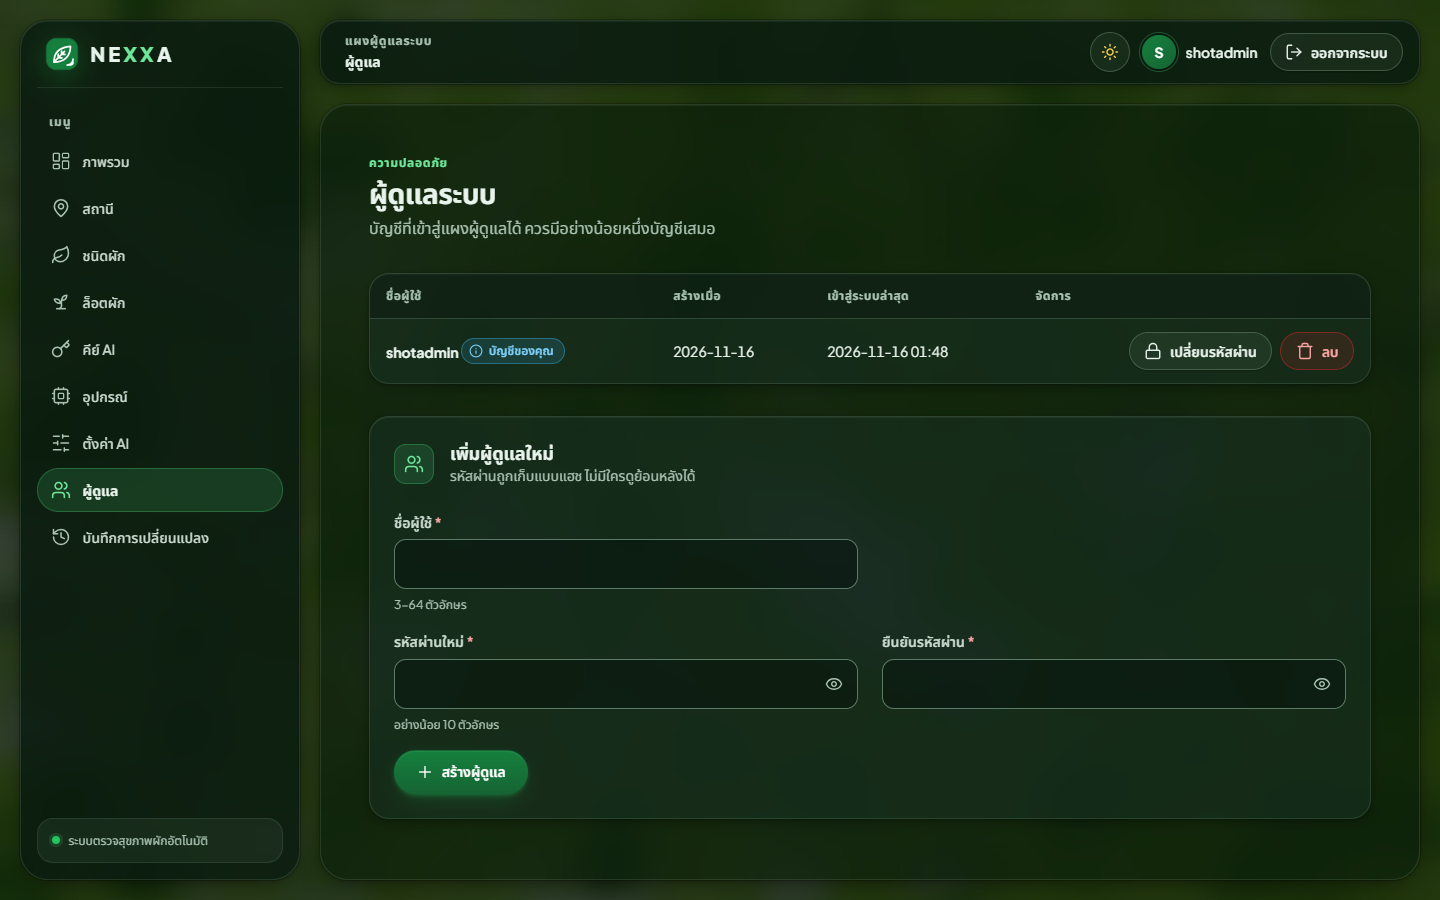 NEXXA
เมนู
ภาพรวม
สถานี
ชนิดผัก
ล็อตผัก
คีย์ AI
อุปกรณ์
ตั้งค่า AI
ผู้ดูแล
บันทึกการเปลี่ยนแปลง
ระบบตรวจสุขภาพผักอัตโนมัติ
แผงผู้ดูแลระบบ
ผู้ดูแล
S shotadmin ออกจากระบบ
ความปลอดภัย
ผู้ดูแลระบบ
บัญชีที่เข้าสู่แผงผู้ดูแลได้ ควรมีอย่างน้อยหนึ่งบัญชีเสมอ
ชื่อผู้ใช้ สร้างเมื่อ เข้าสู่ระบบล่าสุด จัดการ
shotadmin บัญชีของคุณ 2026-11-16 2026-11-16 01:48 เปลี่ยนรหัสผ่าน ลบ
เพิ่มผู้ดูแลใหม่
รหัสผ่านถูกเก็บแบบแฮช ไม่มีใครดูย้อนหลังได้
ชื่อผู้ใช้ *
3–64 ตัวอักษร
รหัสผ่านใหม่ * ยืนยันรหัสผ่าน *
อย่างน้อย 10 ตัวอักษร
สร้างผู้ดูแล